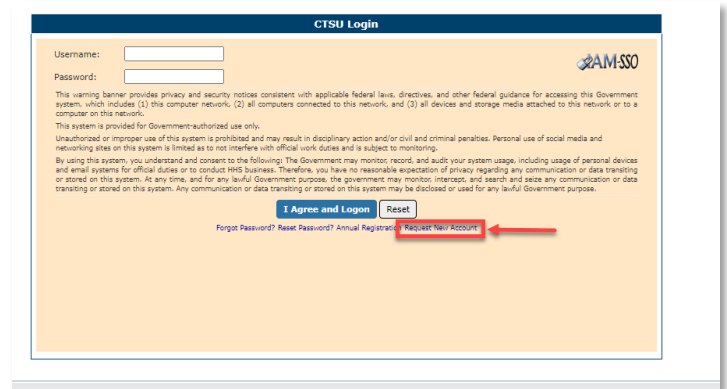 CTSU Login
Username:
AM-SSO
Password:
This warning banner provides privacy and security notices consistent with applicable federal laws, directives, and other federal guidance for accessing this Government
system, which includes (1) this computer network, (2) all computers connected to this network, and (3) all devices and storage media attached to this network or to a
computer on this network.
This system is provided for Government-authorized use only.
Unauthorized or improper use of this system is prohibited and may result in disciplinary action and/or civil and criminal penalties. Personal use of social media and
networking sites on this system is limited as to not interfere with official work duties and is subject to monitoring.
By using this system, you understand and consent to the following: The Government may monitor, record, and audit your system usage, including usage of personal devices
and email systems for official duties or to conduct HHS business. Therefore, you have no reasonable expectation of privacy regarding any communication or data transiting
or stored on this system. At any time, and for any lawful Government purpose, the government may monitor, intercept, and search and seize any communication or data
transiting or stored on this system. Any communication or data transiting or stored on this system may be disclosed or used for any lawful Government purpose.
I Agree and Logon Reset
Forgot Password? Reset Password? Annual Registration Request New Account